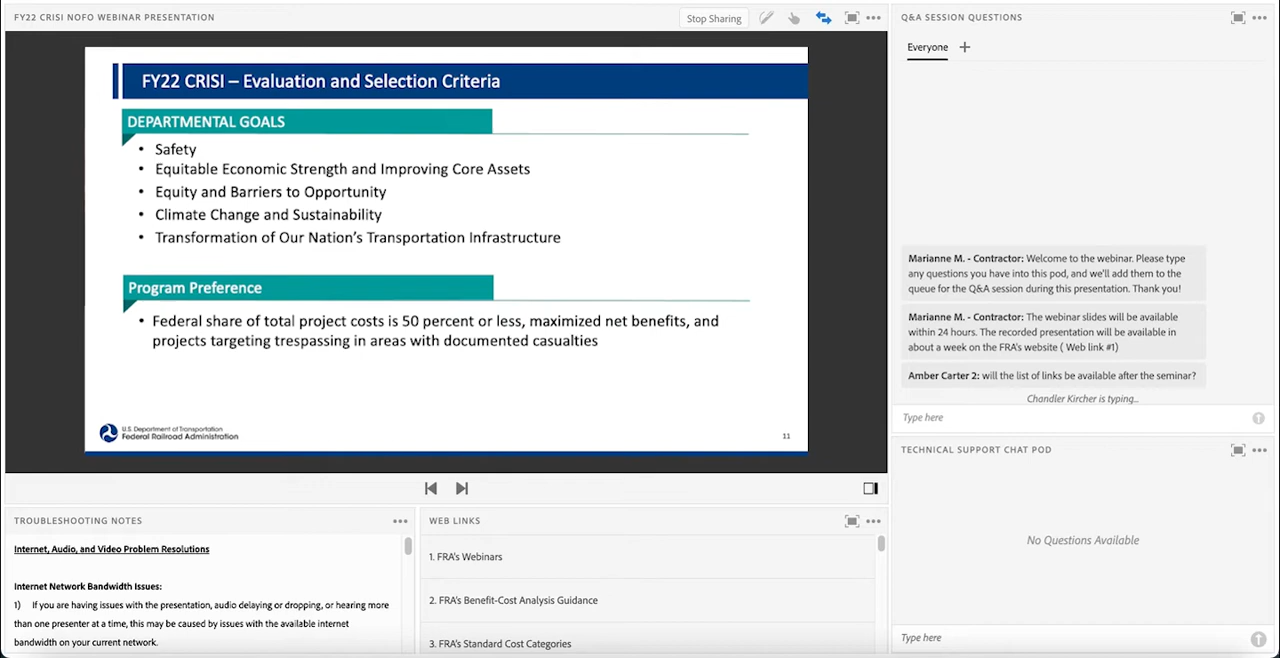 FY22 CRISI NOFO WEBINAR PRESENTATION
Stop Sharing
FY22 CRISI – Evaluation and Selection Criteria
DEPARTMENTAL GOALS
• Safety
• Equitable Economic Strength and Improving Core Assets
• Equity and Barriers to Opportunity
• Climate Change and Sustainability
• Transformation of Our Nation's Transportation Infrastructure
Program Preference
• Federal share of total project costs is 50 percent or less, maximized net benefits, and
projects targeting trespassing in areas with documented casualties
U.S. Department of Transportation
Federal Railroad Administration
11
Q&A SESSION QUESTIONS
Everyone
Marianne M. - Contractor: Welcome to the webinar. Please type
any questions you have into this pod, and we'll add them to the
queue for the Q&A session during this presentation. Thank you!
Marianne M. - Contractor: The webinar slides will be available
within 24 hours. The recorded presentation will be available in
about a week on the FRA's website ( Web link #1)
Amber Carter 2: will the list of links be available after the seminar?
Chandler Kircher is typing...
Type here
TECHNICAL SUPPORT CHAT POD
No Questions Available
Type here
TROUBLESHOOTING NOTES
Internet, Audio, and Video Problem Resolutions
Internet Network Bandwidth Issues:
1) If you are having issues with the presentation, audio delaying or dropping, or hearing more
than one presenter at a time, this may be caused by issues with the available internet
bandwidth on your current network.
WEB LINKS
1. FRA's Webinars
2. FRA's Benefit-Cost Analysis Guidance
3. FRA's Standard Cost Categories